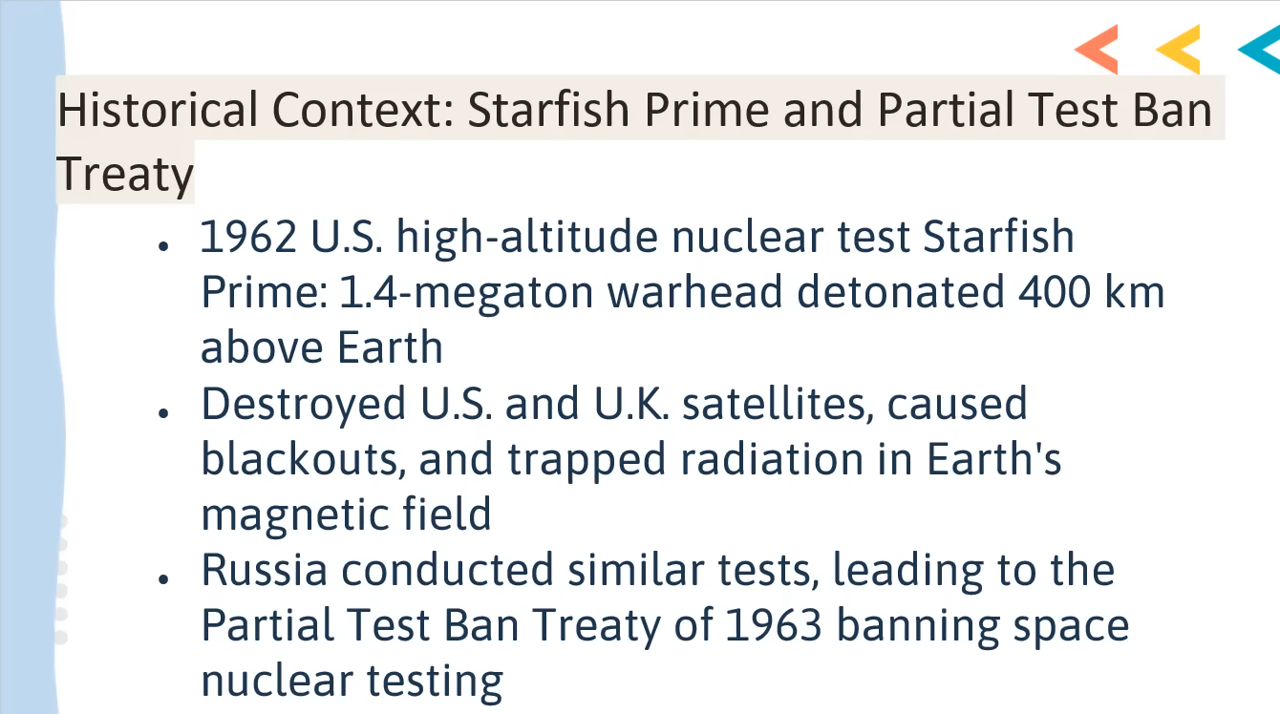 Historical Context: Starfish Prime and Partial Test Ban
Treaty
• 1962 U.S. high-altitude nuclear test Starfish
Prime: 1.4-megaton warhead detonated 400 km
above Earth
• Destroyed U.S. and U.K. satellites, caused
blackouts, and trapped radiation in Earth's
magnetic field
• Russia conducted similar tests, leading to the
Partial Test Ban Treaty of 1963 banning space
nuclear testing